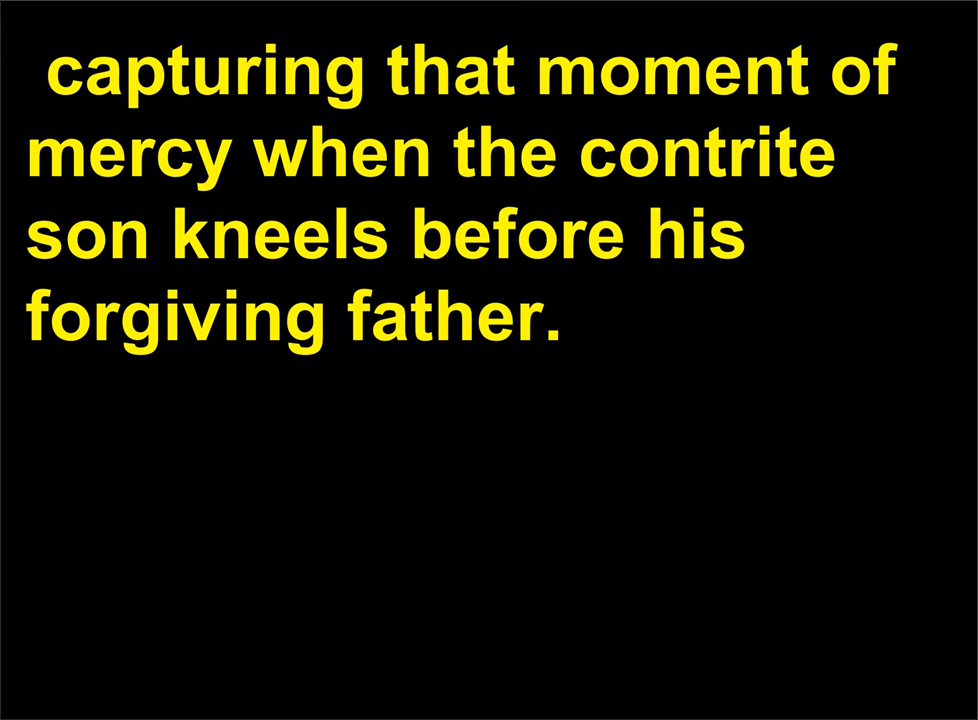 capturing that moment of
mercy when the contrite
son kneels before his
forgiving father.